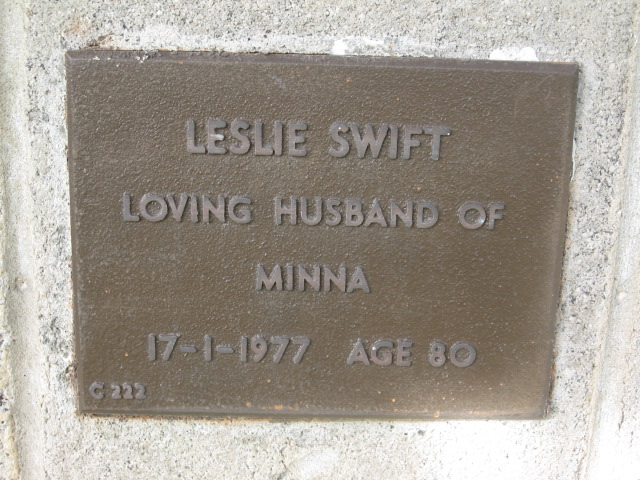 LESLIE SWIFT
LOVING HUSBAND OF
MINNA
17-1-1977 AGE 80
C 222